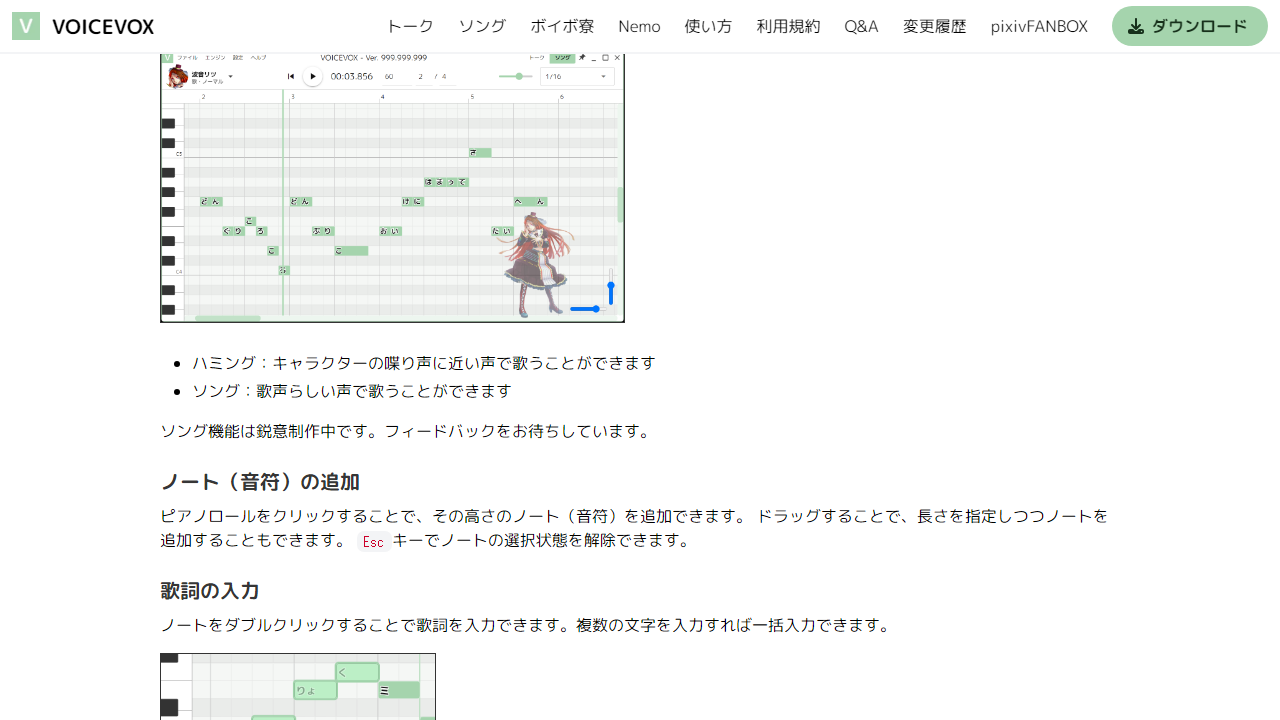 V VOICEVOX トーク ソング ボイボ寮 Nemo 使い方 利用規約 Q&A 変更履歴 pixivFANBOX ダウンロード
V ファイル エンジン 設定 ヘルプ VOICEVOX - Ver. 999.999.999 トーク ソング
波音リツ
歌・ノーマル 00:03.856 60 2 / 4 1/16
2 3 4 5 6
C5 さ
ほ ま っ て
ど ん ど ん け に へ ん
こ
ぐ り ろ ぶ り お い た い
こ こ
C4
・ハミング：キャラクターの喋り声に近い声で歌うことができます
・ソング：歌声らしい声で歌うことができます
ソング機能は鋭意制作中です。フィードバックをお待ちしています。
ノート（音符）の追加
ピアノロールをクリックすることで、その高さのノート（音符）を追加できます。 ドラッグすることで、長さを指定しつつノートを
追加することもできます。 Esc キーでノートの選択状態を解除できます。
歌詞の入力
ノートをダブルクリックすることで歌詞を入力できます。複数の文字を入力すれば一括入力できます。
く
りょ ミ